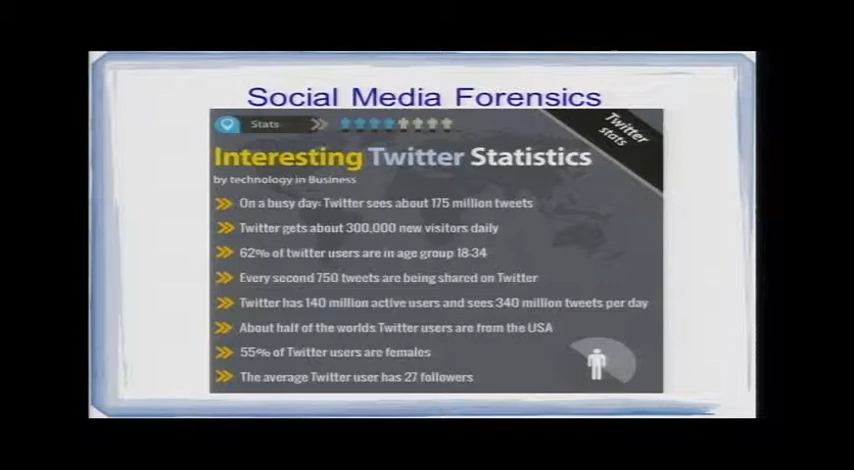 Social Media Forensics
Stats
Twitter stats
Interesting Twitter Statistics
by technology in Business
On a busy day: Twitter sees about 175 million tweets
Twitter gets about 300,000 new visitors daily
62% of twitter users are in age group 18-34
Every second 750 tweets are being shared on Twitter
Twitter has 140 million active users and sees 340 million tweets per day
About half of the worlds Twitter users are from the USA
55% of Twitter users are females
The average Twitter user has 27 followers